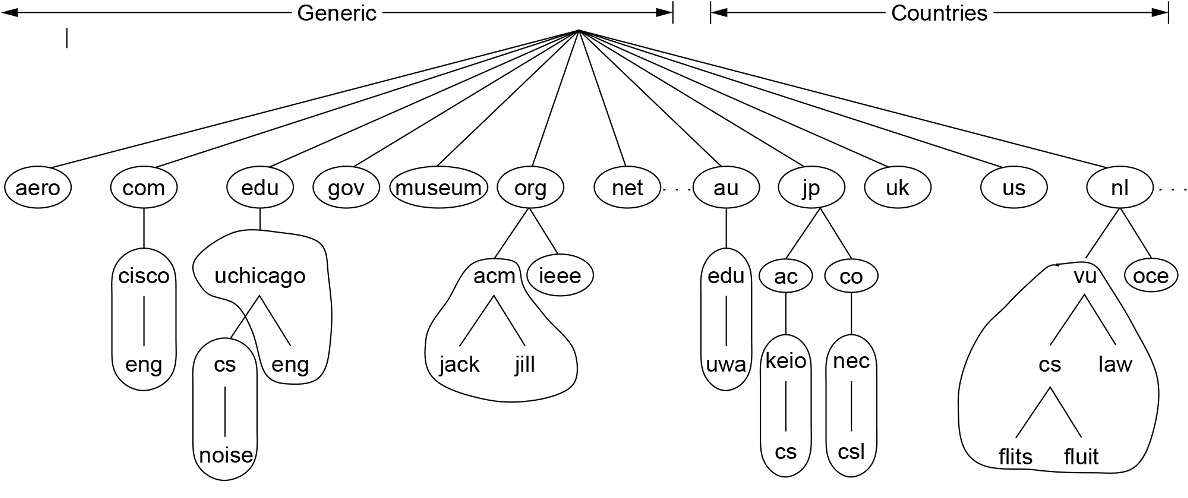 Generic Countries
aero com edu gov museum org net . . . au jp uk us nl . . .
cisco uchicago acm ieee edu ac co vu oce
eng cs eng jack jill uwa keio nec cs law
noise cs csl flits fluit